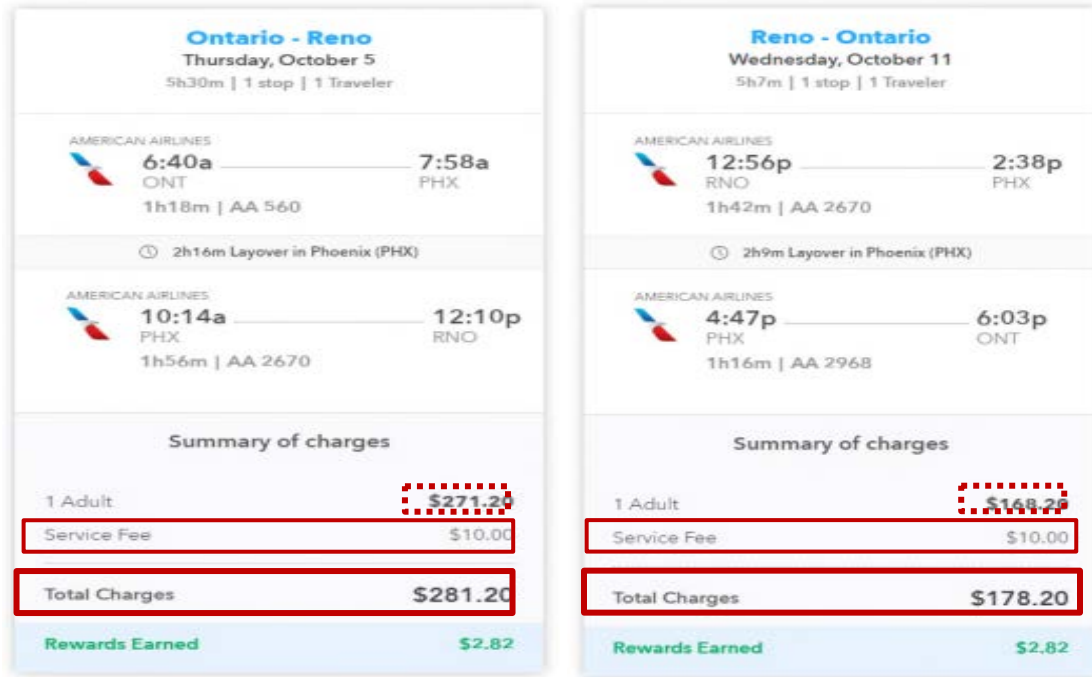 Ontario - Reno
Thursday, October 5
5h30m | 1 stop | 1 Traveler
AMERICAN AIRLINES
6:40a 7:58a
ONT PHX
1h18m | AA 560
2h16m Layover in Phoenix (PHX)
AMERICAN AIRLINES
10:14a 12:10p
PHX RNO
1h56m | AA 2670
Summary of charges
1 Adult $271.20
Service Fee $10.00
Total Charges $281.20
Rewards Earned $2.82
Reno - Ontario
Wednesday, October 11
5h7m | 1 stop | 1 Traveler
AMERICAN AIRLINES
12:56p 2:38p
RNO PHX
1h42m | AA 2670
2h9m Layover in Phoenix (PHX)
AMERICAN AIRLINES
4:47p 6:03p
PHX ONT
1h16m | AA 2968
Summary of charges
1 Adult $168.20
Service Fee $10.00
Total Charges $178.20
Rewards Earned $2.82